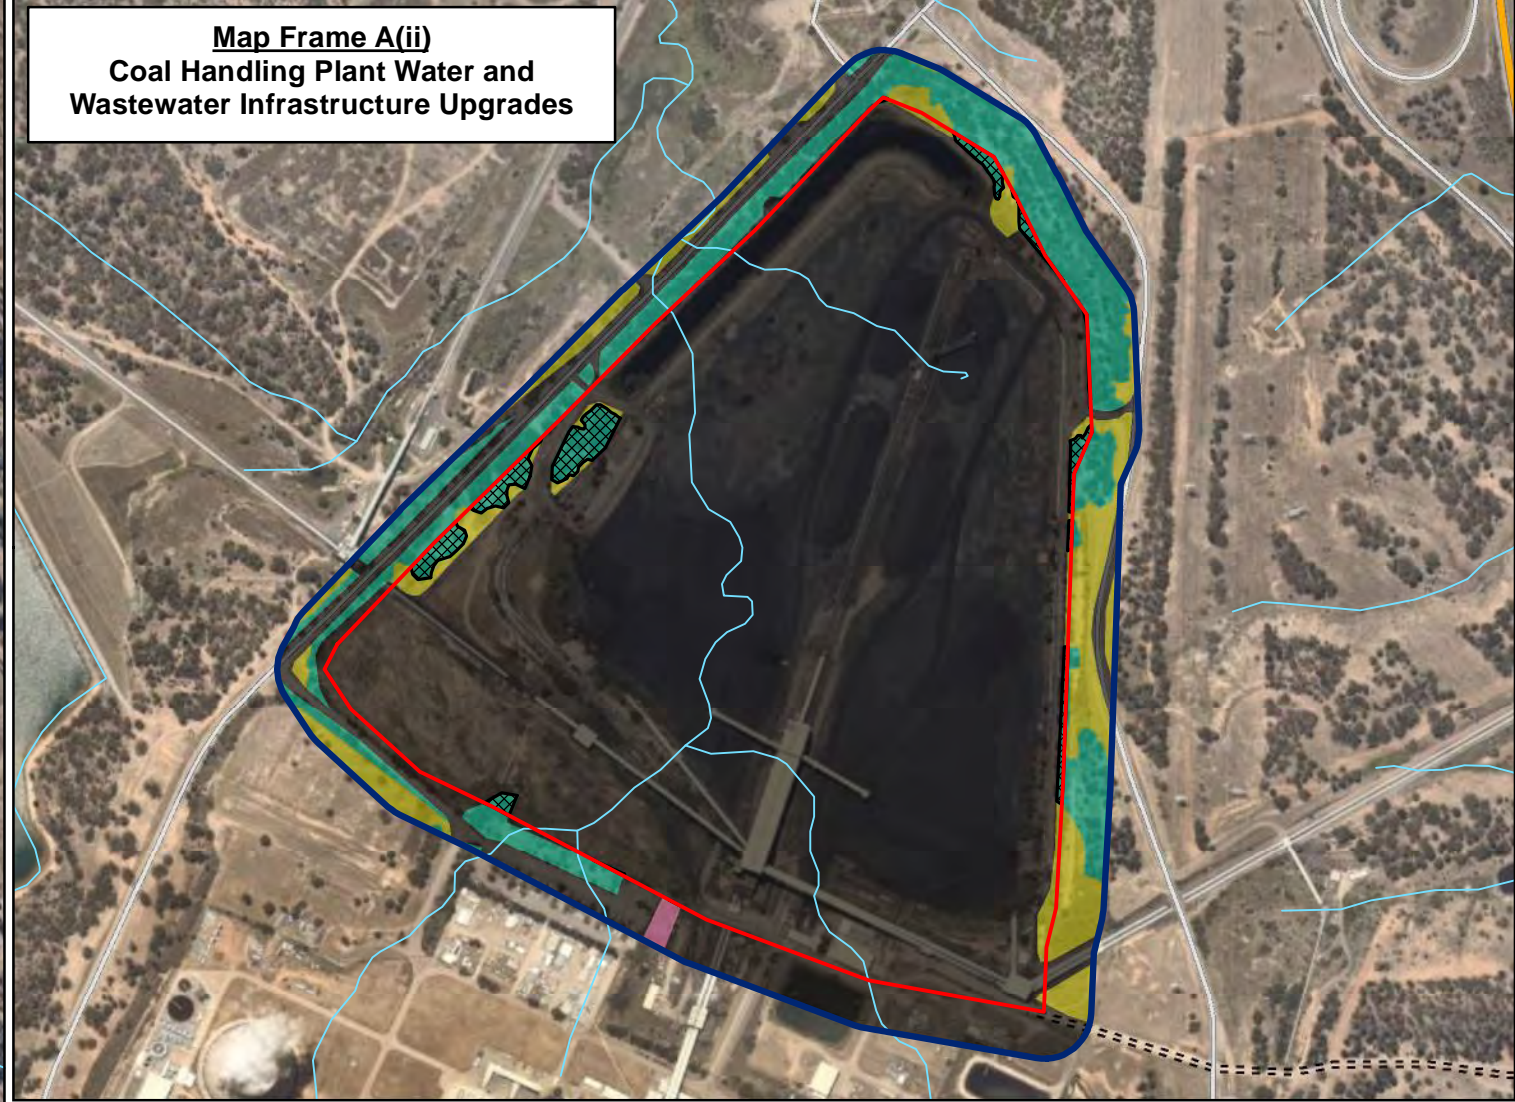 Map Frame A(ii)
Coal Handling Plant Water and
Wastewater Infrastructure Upgrades